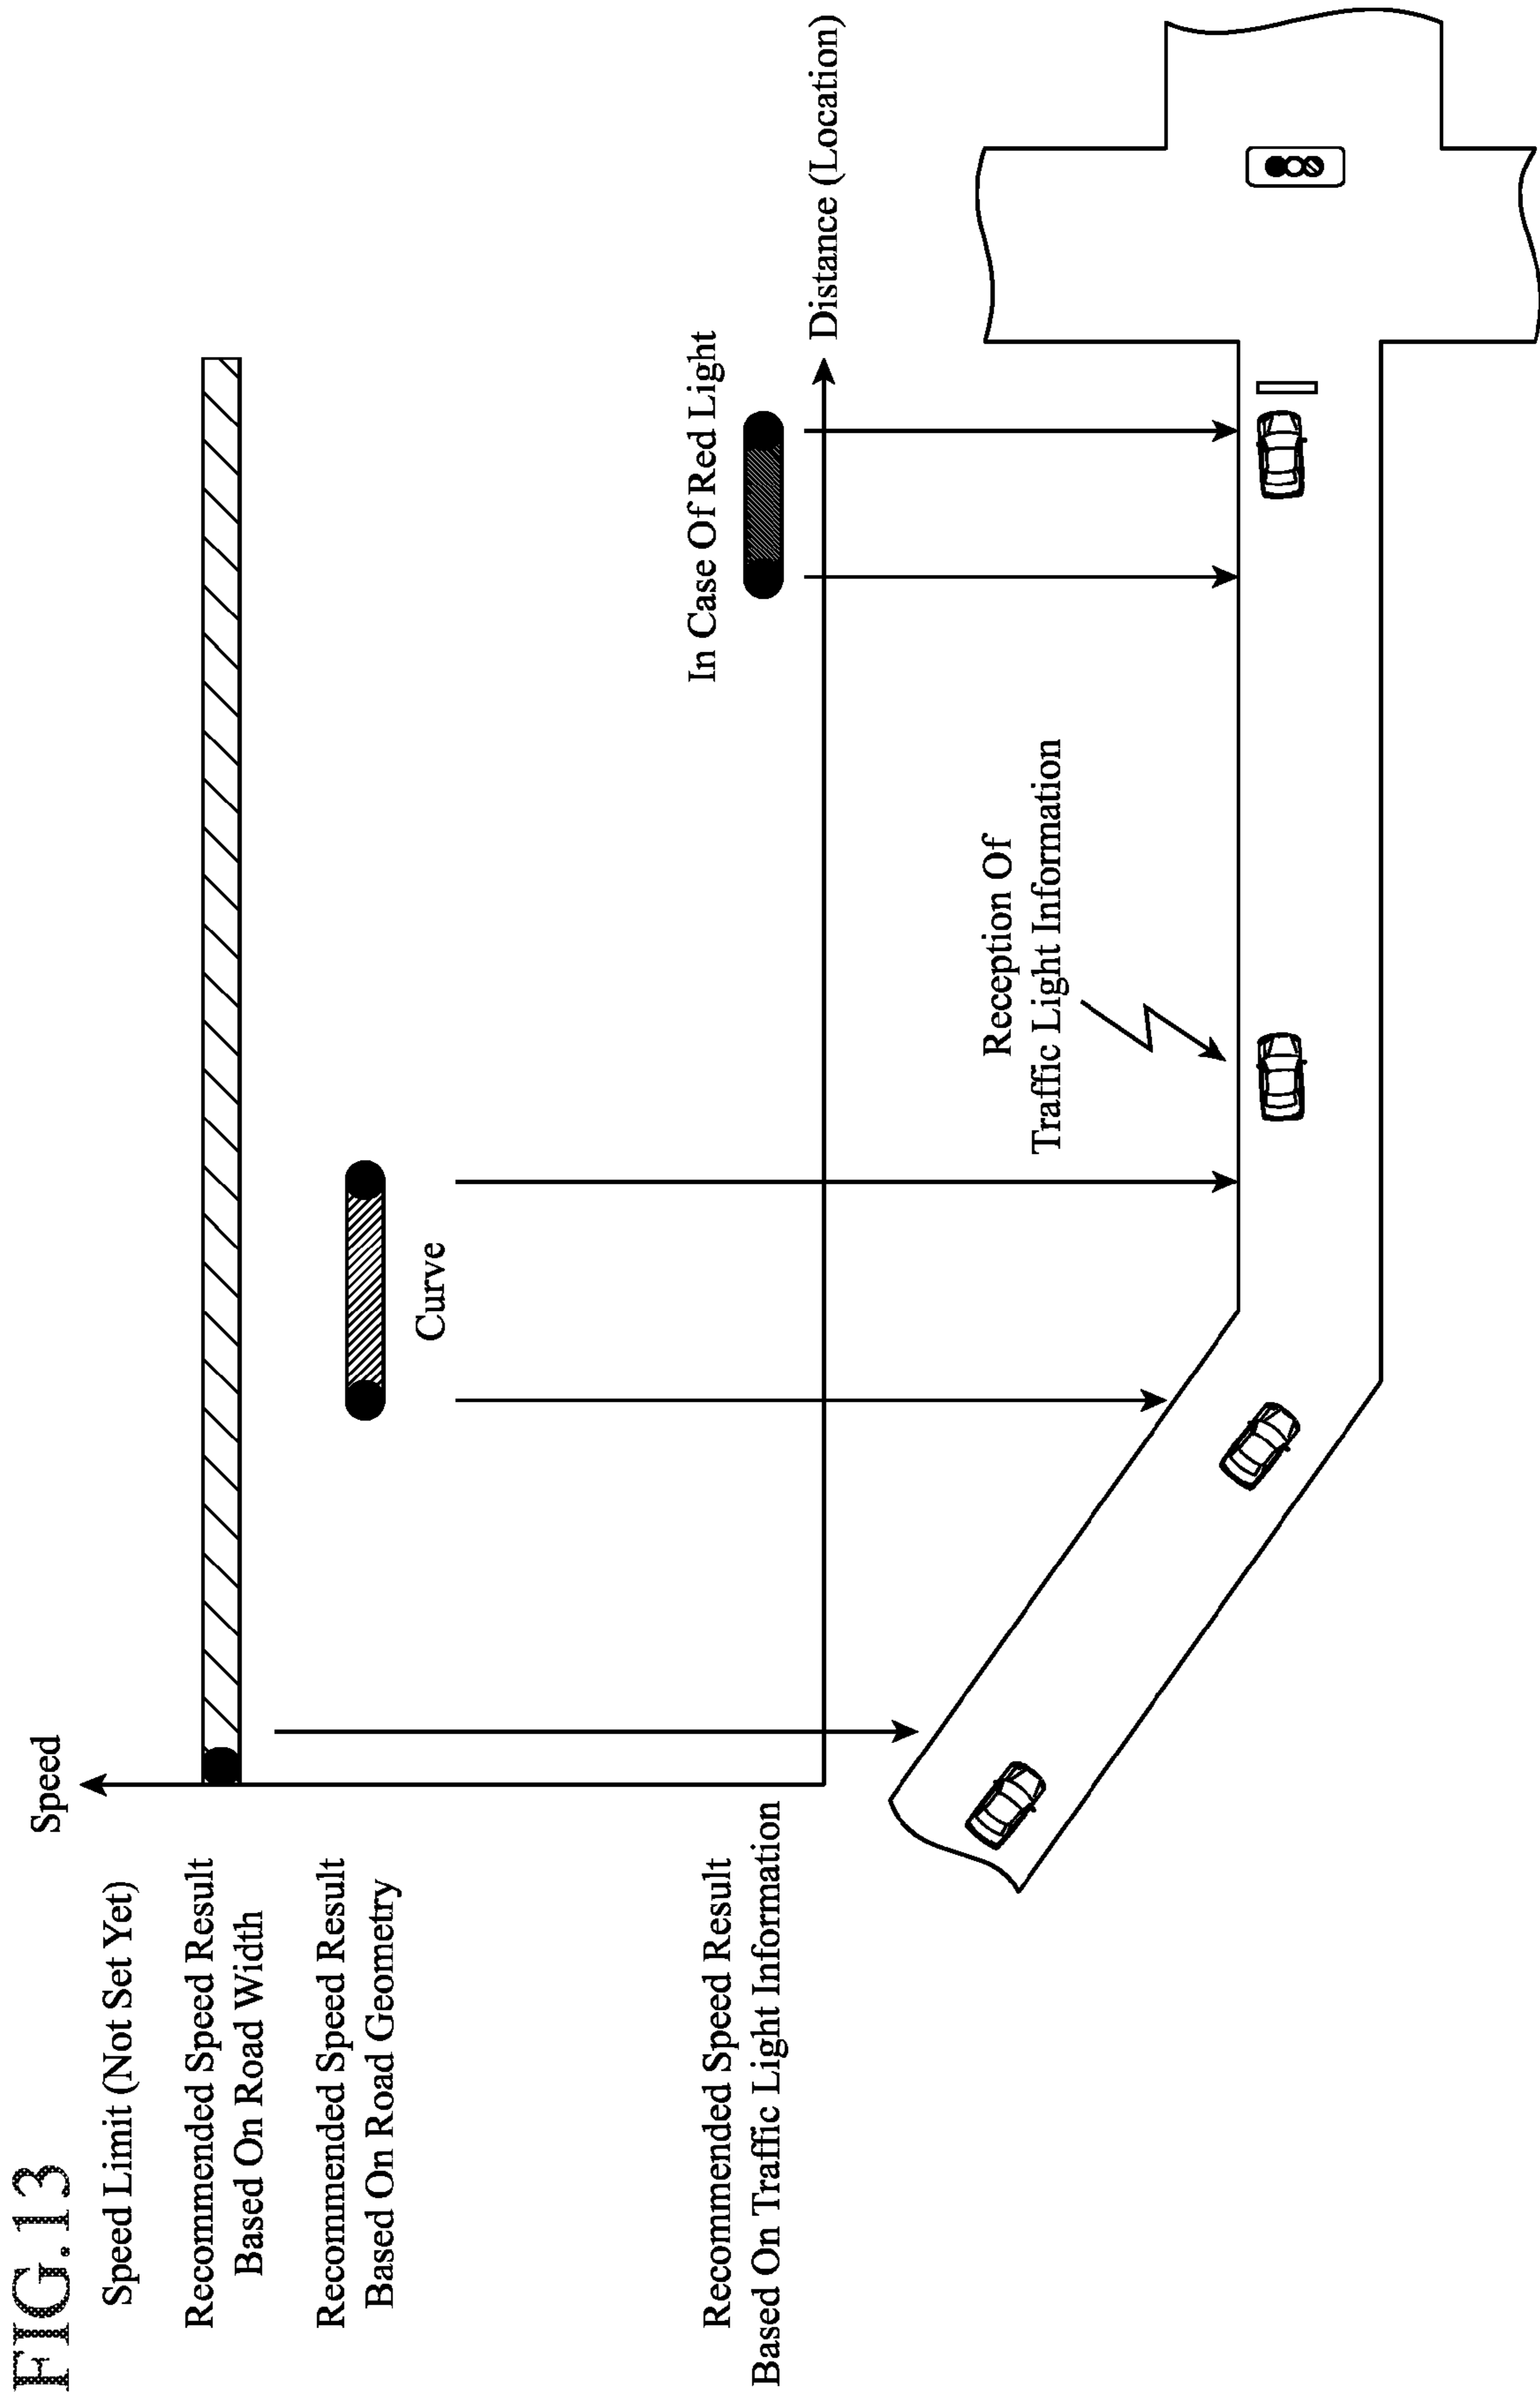 FIG.13
Speed
Speed Limit (Not Set Yet)
Recommended Speed Result
Based On Road Width
Recommended Speed Result
Based On Road Geometry
Curve
In Case Of Red Light
Recommended Speed Result
Based On Traffic Light Information
Distance (Location)
Reception Of
Traffic Light Information